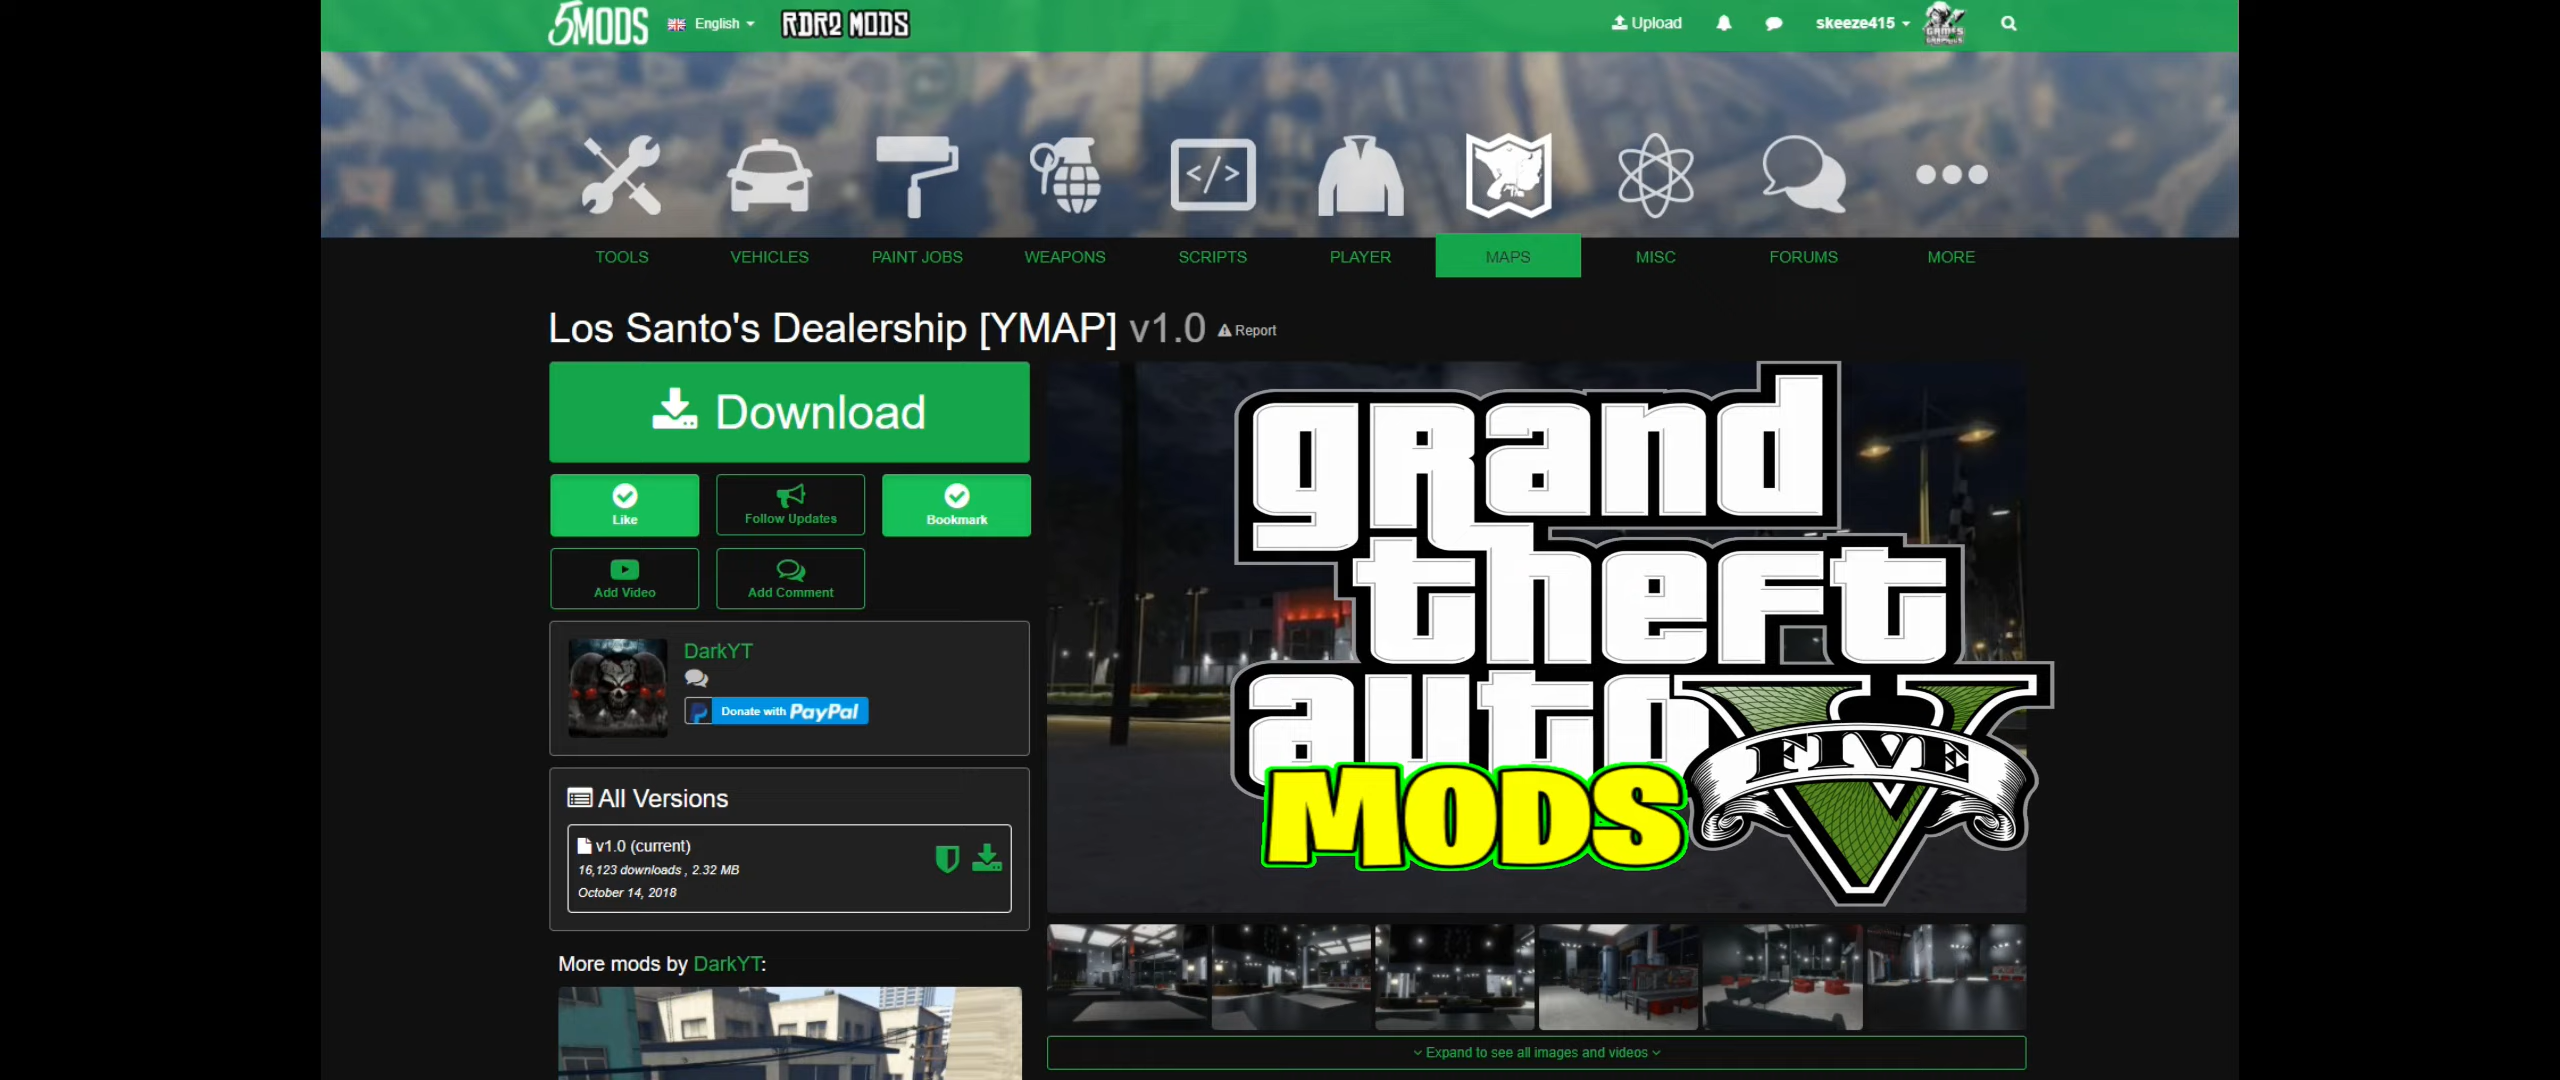 5MODS
English
RDR2 MODS
Upload
skeeze415
GAMES
</>
TOOLS
VEHICLES
PAINT JOBS
WEAPONS
SCRIPTS
PLAYER
MAPS
MISC
FORUMS
MORE
Los Santo's Dealership [YMAP] v1.0 Report
Download
Like
Follow Updates
Bookmark
Add Video
Add Comment
DarkYT
Donate with PayPal
All Versions
v1.0 (current)
16,123 downloads , 2.32 MB
October 14, 2018
More mods by DarkYT:
grand
theft
auto V
FIVE
MODS
Expand to see all images and videos